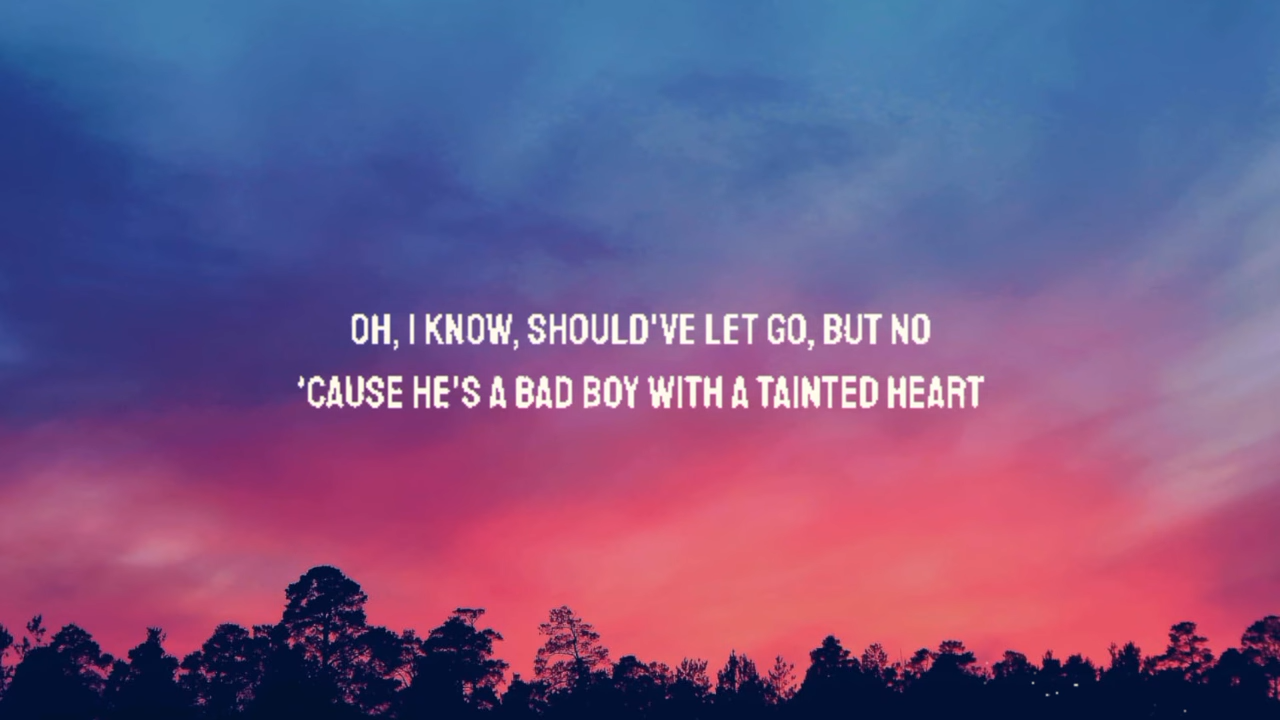 OH, I KNOW, SHOULD'VE LET GO, BUT NO
'CAUSE HE'S A BAD BOY WITH A TAINTED HEART